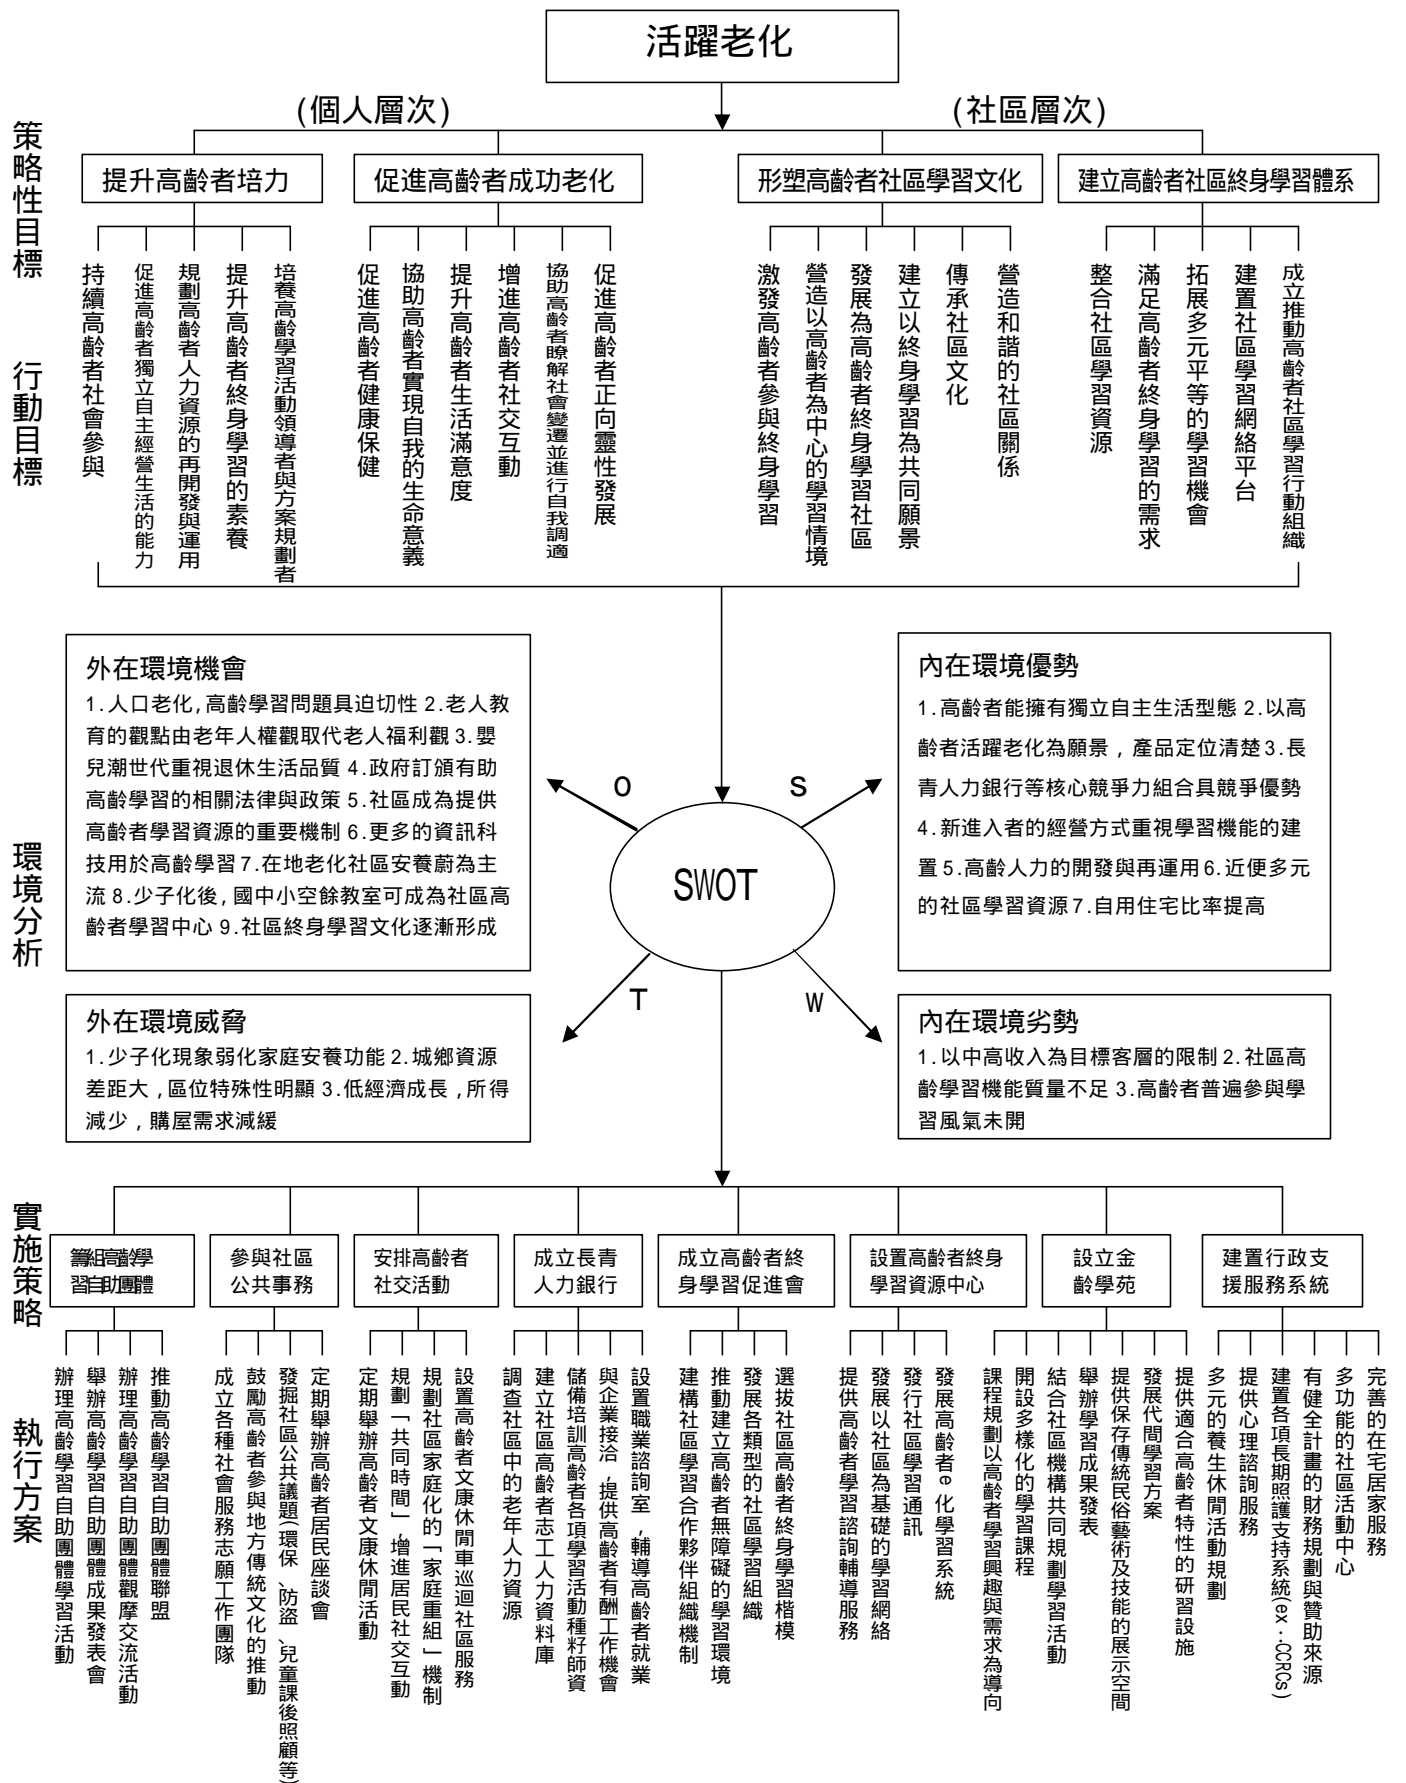 活躍老化
(個人層次)
(社區層次)
策略性目標
提升高齡者培力
促進高齡者成功老化
形塑高齡者社區學習文化
建立高齡者社區終身學習體系
行動目標
持續高齡者社會參與
促進高齡者獨立自主經營生活的能力
規劃高齡者人力資源的再開發與運用
提升高齡者終身學習的素養
培養高齡學習活動領導者與方案規劃者
促進高齡者健康保健
協助高齡者實現自我的生命意義
提升高齡者生活滿意度
增進高齡者社交互動
協助高齡者瞭解社會變遷並進行自我調適
促進高齡者正向靈性發展
激發高齡者參與終身學習
營造以高齡者為中心的學習情境
發展為高齡者終身學習社區
建立以終身學習為共同願景
傳承社區文化
營造和諧的社區關係
整合社區學習資源
滿足高齡者終身學習的需求
拓展多元平等的學習機會
建置社區學習網絡平台
成立推動高齡者社區學習行動組織
環境分析
外在環境機會
1.人口老化,高齡學習問題具迫切性 2.老人教
育的觀點由老年人權觀取代老人福利觀 3.嬰
兒潮世代重視退休生活品質 4.政府訂頒有助
高齡學習的相關法律與政策 5.社區成為提供
高齡者學習資源的重要機制 6.更多的資訊科
技用於高齡學習 7.在地老化社區安養蔚為主
流 8.少子化後,國中小空餘教室可成為社區高
齡者學習中心 9.社區終身學習文化逐漸形成
內在環境優勢
1.高齡者能擁有獨立自主生活型態 2.以高
齡者活躍老化為願景，產品定位清楚 3.長
青人力銀行等核心競爭力組合具競爭優勢
4.新進入者的經營方式重視學習機能的建
置 5.高齡人力的開發與再運用 6.近便多元
的社區學習資源 7.自用住宅比率提高
O
S
SWOT
T
W
外在環境威脅
1.少子化現象弱化家庭安養功能 2.城鄉資源
差距大，區位特殊性明顯 3.低經濟成長，所得
減少，購屋需求減緩
內在環境劣勢
1.以中高收入為目標客層的限制 2.社區高
齡學習機能質量不足 3.高齡者普遍參與學
習風氣未開
實施策略
籌組高齡學
習自助團體
參與社區
公共事務
安排高齡者
社交活動
成立長青
人力銀行
成立高齡者終
身學習促進會
設置高齡者終身
學習資源中心
設立金
齡學苑
建置行政支
援服務系統
執行方案
辦理高齡學習自助團體學習活動
舉辦高齡學習自助團體成果發表會
辦理高齡學習自助團體觀摩交流活動
推動高齡學習自助團體聯盟
成立各種社會服務志願工作團隊
鼓勵高齡者參與地方傳統文化的推動
發掘社區公共議題(環保、防盜、兒童課後照顧等)
定期舉辦高齡者居民座談會
定期舉辦高齡者文康休閒活動
規劃「共同時間」,增進居民社交互動
規劃社區家庭化的「家庭重組」機制
設置高齡者文康休閒車巡迴社區服務
調查社區中的老年人力資源
建立社區高齡者志工人力資料庫
儲備培訓高齡者各項學習活動種籽師資
與企業接洽，提供高齡者有酬工作機會
設置職業諮詢室，輔導高齡者就業
建構社區學習合作夥伴組織機制
推動建立高齡者無障礙的學習環境
發展各類型的社區學習組織
選拔社區高齡者終身學習楷模
提供高齡者學習諮詢輔導服務
發展以社區為基礎的學習網絡
發行社區學習通訊
發展高齡者e化學習系統
課程規劃以高齡者學習興趣與需求為導向
開設多樣化的學習課程
結合社區機構共同規劃學習活動
舉辦學習成果發表
提供保存傳統民俗藝術及技能的展示空間
發展代間學習方案
提供適合高齡者特性的研習設施
多元的養生休閒活動規劃
提供心理諮詢服務
建置各項長期照護支持系統(ex.:CCRCs)
有健全計畫的財務規劃與贊助來源
多功能的社區活動中心
完善的在宅居家服務